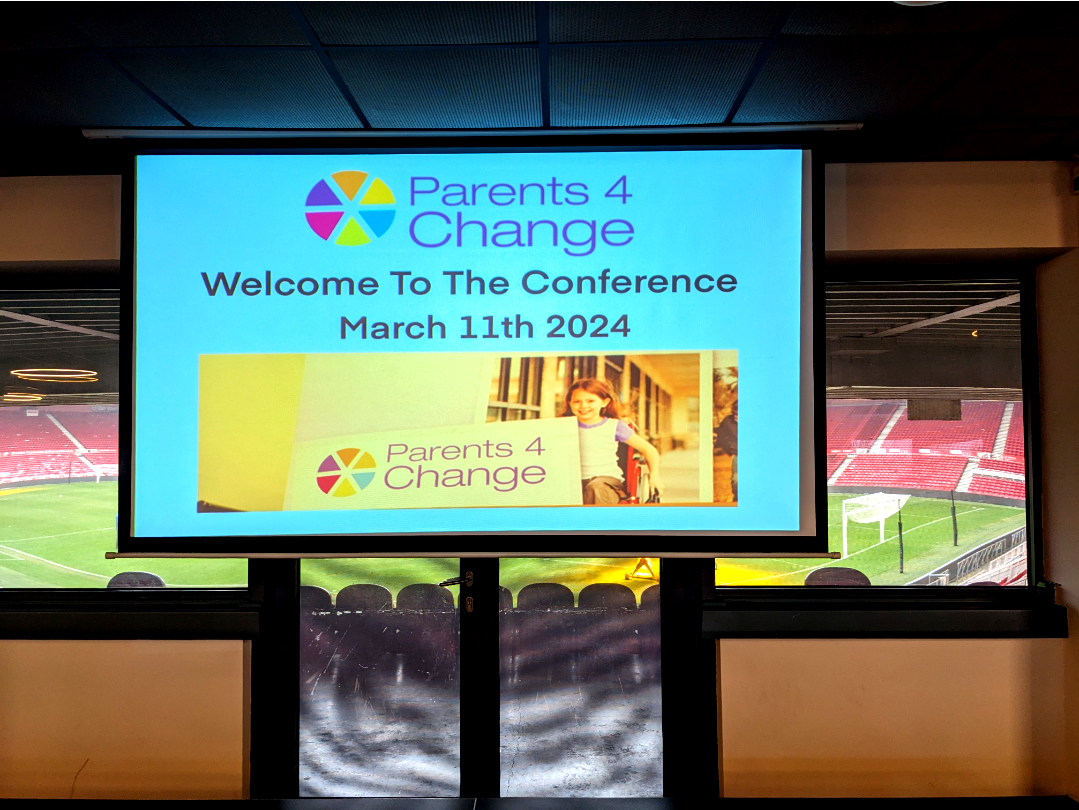 Parents 4
Change
Welcome To The Conference
March 11th 2024
Parents 4
Change